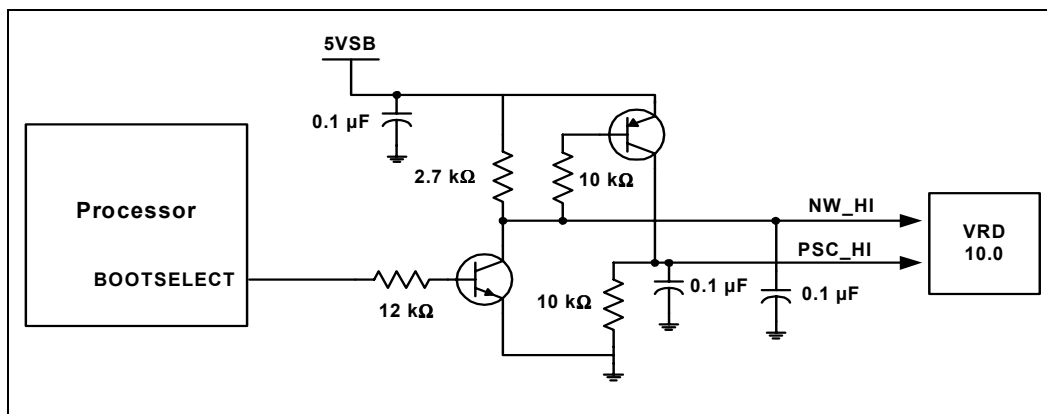 5VSB
0.1 µF
2.7 kΩ
10 kΩ
Processor
NW_HI
VRD
10.0
PSC_HI
BOOTSELECT
0.1 µF
0.1 µF
12 kΩ
10 kΩ